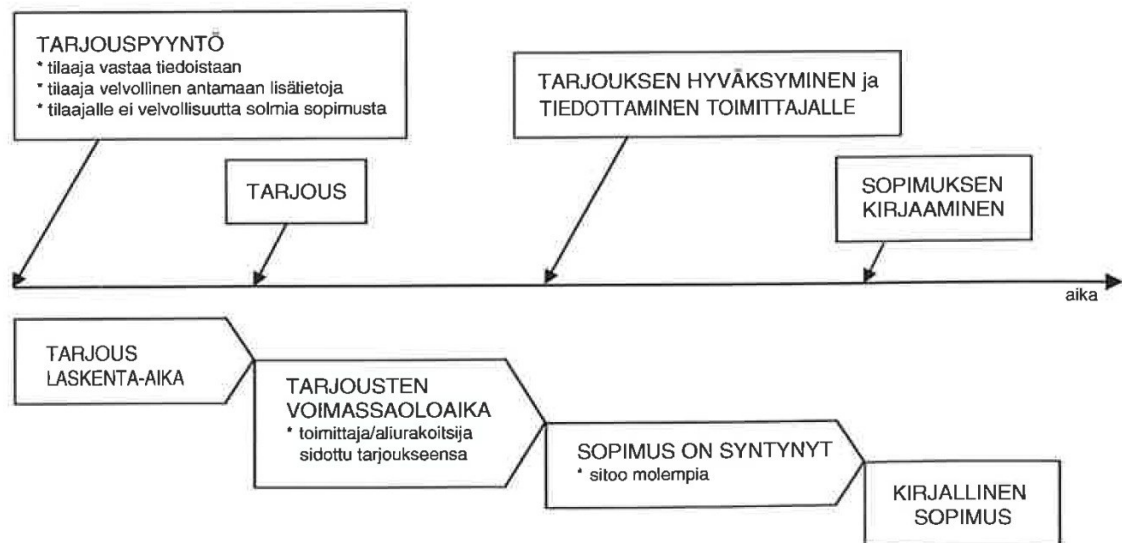 TARJOUSPYYNTÖ
* tilaaja vastaa tiedoistaan
* tilaaja velvollinen antamaan lisätietoja
* tilaajalle ei velvollisuutta solmia sopimusta
TARJOUS
TARJOUKSEN HYVÄKSYMINEN ja
TIEDOTTAMINEN TOIMITTAJALLE
SOPIMUKSEN
KIRJAAMINEN
aika
TARJOUS
LASKENTA-AIKA
TARJOUSTEN
VOIMASSAOLOAIKA
* toimittaja/aliurakoitsija
sidottu tarjoukseensa
SOPIMUS ON SYNTYNYT
* sitoo molempia
KIRJALLINEN
SOPIMUS